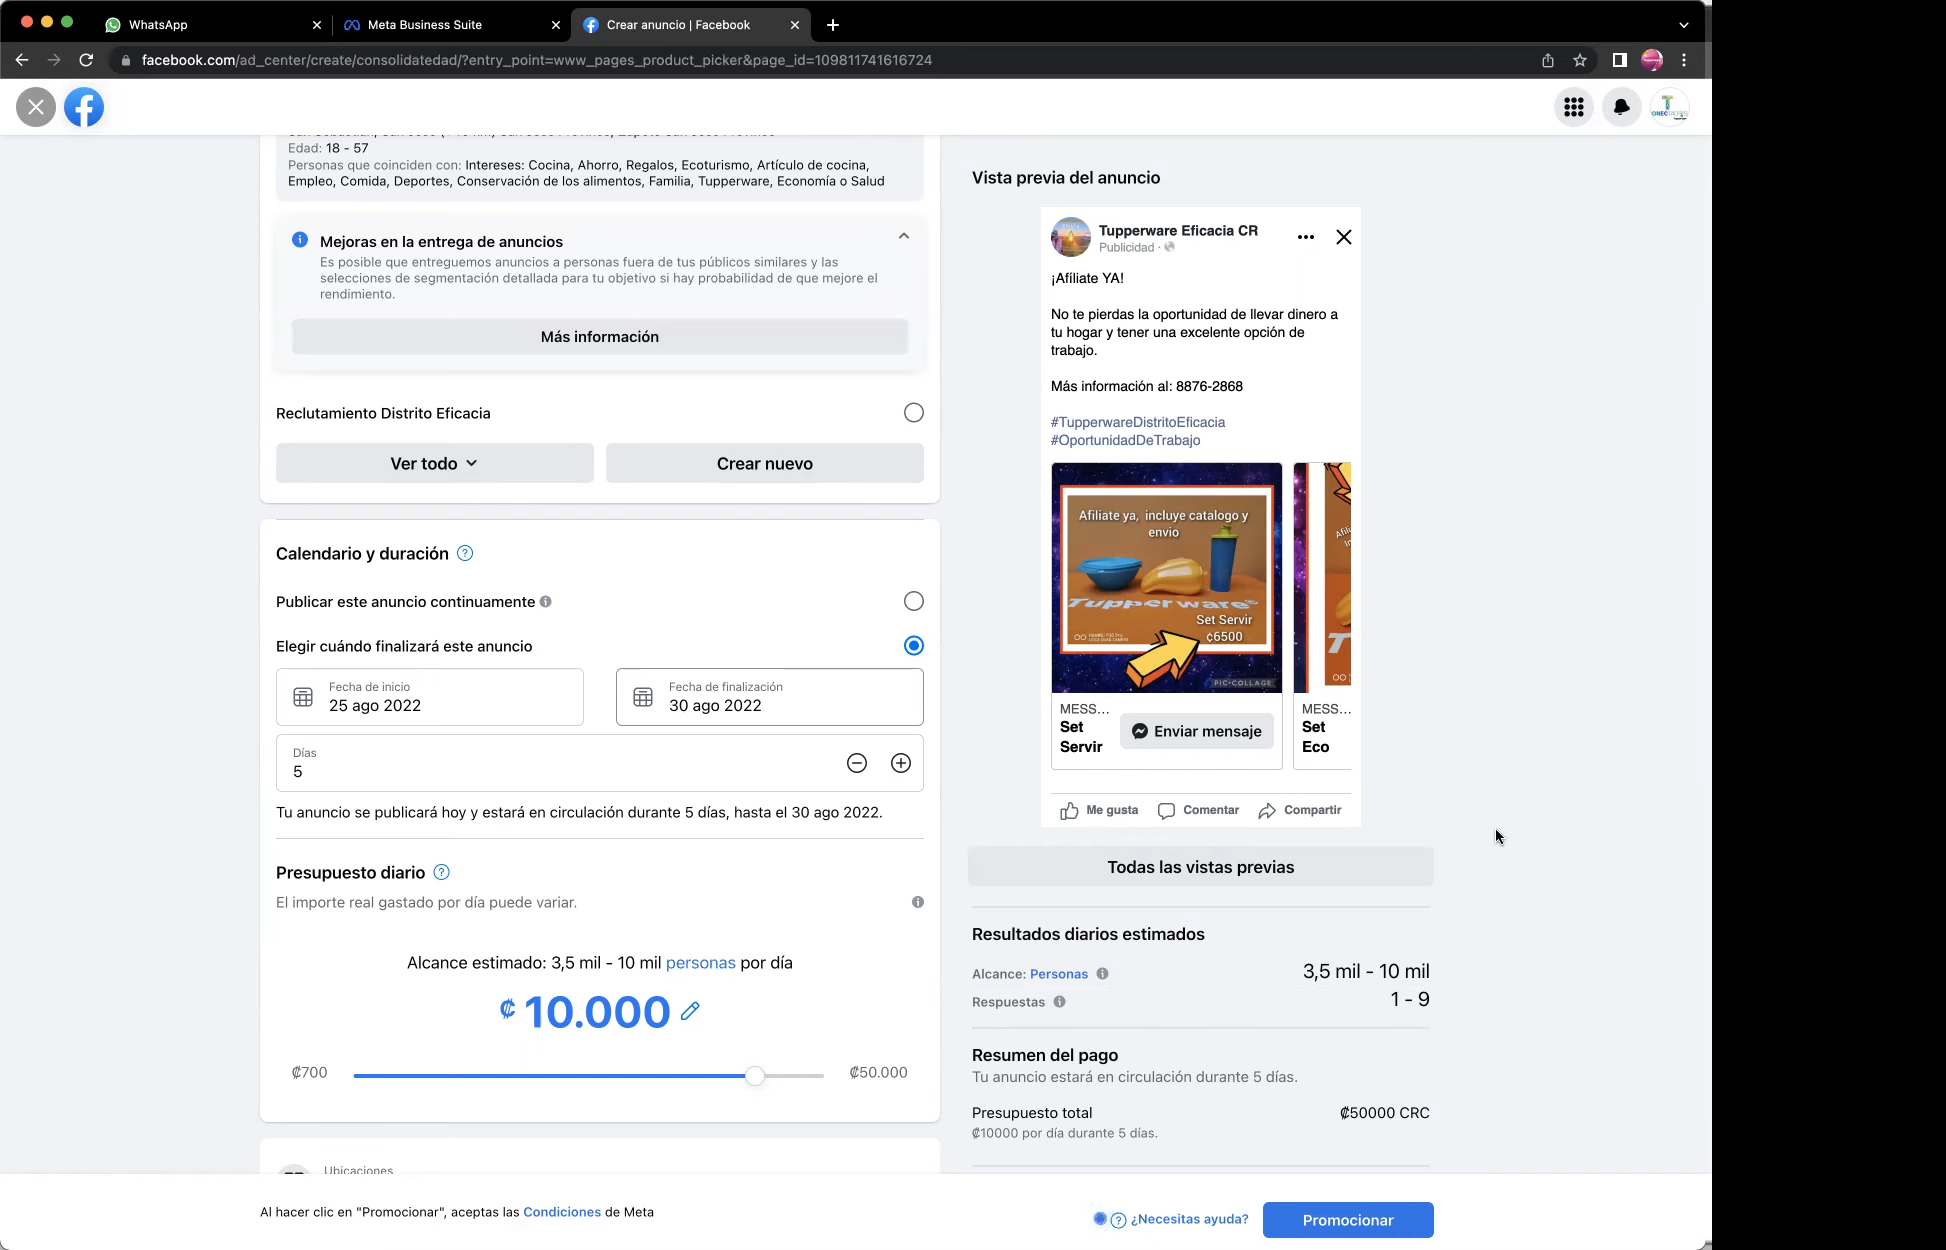 WhatsApp
Meta Business Suite
Crear anuncio | Facebook
facebook.com/ad_center/create/consolidatedad/?entry_point=www_pages_product_picker&page_id=109811741616724
Edad: 18 - 57
Personas que coinciden con: Intereses: Cocina, Ahorro, Regalos, Ecoturismo, Artículo de cocina,
Empleo, Comida, Deportes, Conservación de los alimentos, Familia, Tupperware, Economía o Salud
Mejoras en la entrega de anuncios
Es posible que entreguemos anuncios a personas fuera de tus públicos similares y las
selecciones de segmentación detallada para tu objetivo si hay probabilidad de que mejore el
rendimiento.
Más información
Reclutamiento Distrito Eficacia
Ver todo
Crear nuevo
Calendario y duración
Publicar este anuncio continuamente
Elegir cuándo finalizará este anuncio
Fecha de inicio
25 ago 2022
Fecha de finalización
30 ago 2022
Días
5
Tu anuncio se publicará hoy y estará en circulación durante 5 días, hasta el 30 ago 2022.
Presupuesto diario
El importe real gastado por día puede variar.
Alcance estimado: 3,5 mil - 10 mil personas por día
₡ 10.000
₡700
₡50.000
Ubicaciones
Vista previa del anuncio
Tupperware Eficacia CR
Publicidad ·
¡Afíliate YA!
No te pierdas la oportunidad de llevar dinero a
tu hogar y tener una excelente opción de
trabajo.
Más información al: 8876-2868
#TupperwareDistritoEficacia
#OportunidadDeTrabajo
Afiliate ya, incluye catalogo y
envio
Tupperware®
Set Servir
¢6500
PIC·COLLAGE
MESS...
Set
Servir
Enviar mensaje
MESS...
Set
Eco
Me gusta
Comentar
Compartir
Todas las vistas previas
Resultados diarios estimados
Alcance: Personas
3,5 mil - 10 mil
Respuestas
1 - 9
Resumen del pago
Tu anuncio estará en circulación durante 5 días.
Presupuesto total
₡50000 CRC
₡10000 por día durante 5 días.
Al hacer clic en "Promocionar", aceptas las Condiciones de Meta
¿Necesitas ayuda?
Promocionar